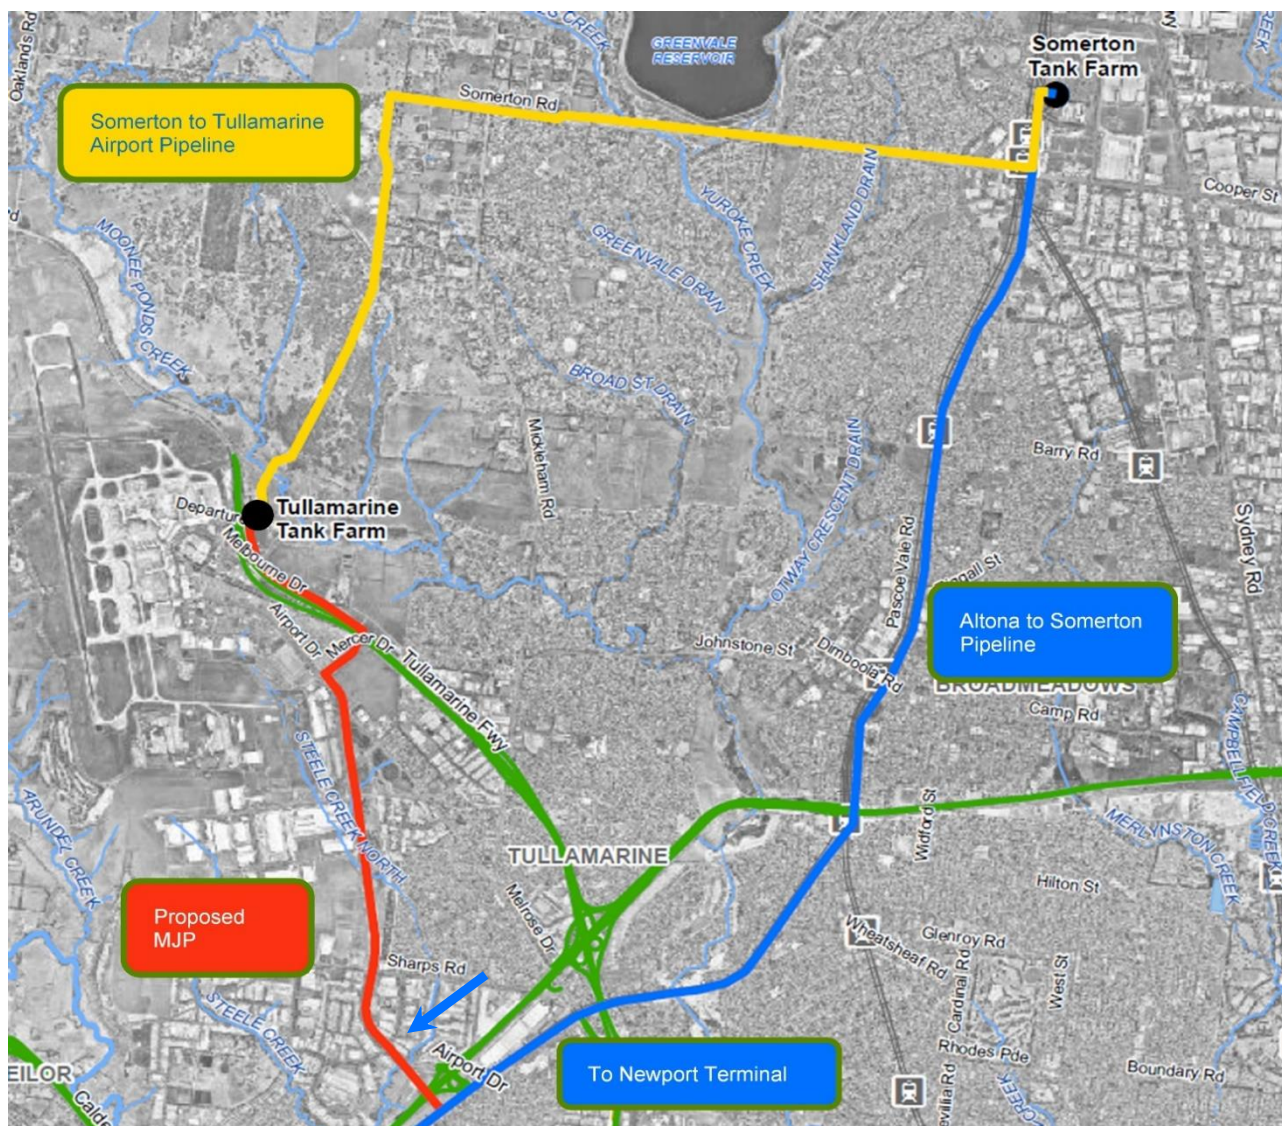 Oaklands Rd
GREENVALE
RESERVOIR
Somerton
Tank Farm
Somerton to Tullamarine
Airport Pipeline
Somerton Rd
Cooper St
MOONEE PONDS CREEK
YUROKE CREEK
SHANKLAND DRAIN
GREENVALE DRAIN
BROAD ST DRAIN
Mickleham Rd
OTWAY CRESCENT DRAIN
Barry Rd
Sydney Rd
Tullamarine
Tank Farm
Departure
Melbourne Dr
Airport Dr
Mercer Dr
Tullamarine Fwy
Pascoe Vale Rd
Johnstone St
Dimboola Rd
Altona to Somerton
Pipeline
BROADMEADOWS
Camp Rd
CAMPBELLFIELD CREEK
STEELE CREEK NORTH
ARUNDEL CREEK
MERLYNSTON CREEK
Widford St
TULLAMARINE
Melrose Dr
Hilton St
Proposed
MJP
Sharps Rd
Wheatsheaf Rd
Glenroy Rd
Cardinal Rd
West St
STEELE CREEK
Airport Dr
To Newport Terminal
Rhodes Pde
Boundary Rd
EILOR
Calde
CREEK